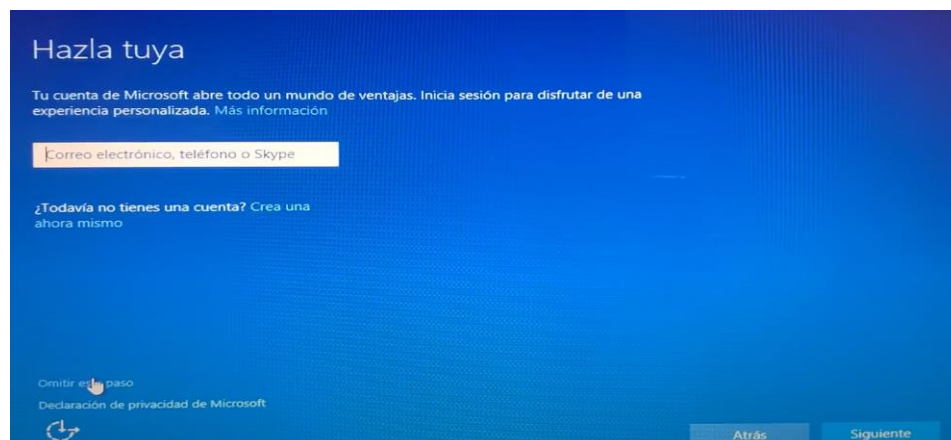 Hazla tuya
Tu cuenta de Microsoft abre todo un mundo de ventajas. Inicia sesión para disfrutar de una
experiencia personalizada. Más información
Correo electrónico, teléfono o Skype
¿Todavía no tienes una cuenta? Crea una
ahora mismo
Omitir este paso
Declaración de privacidad de Microsoft
Atrás
Siguiente